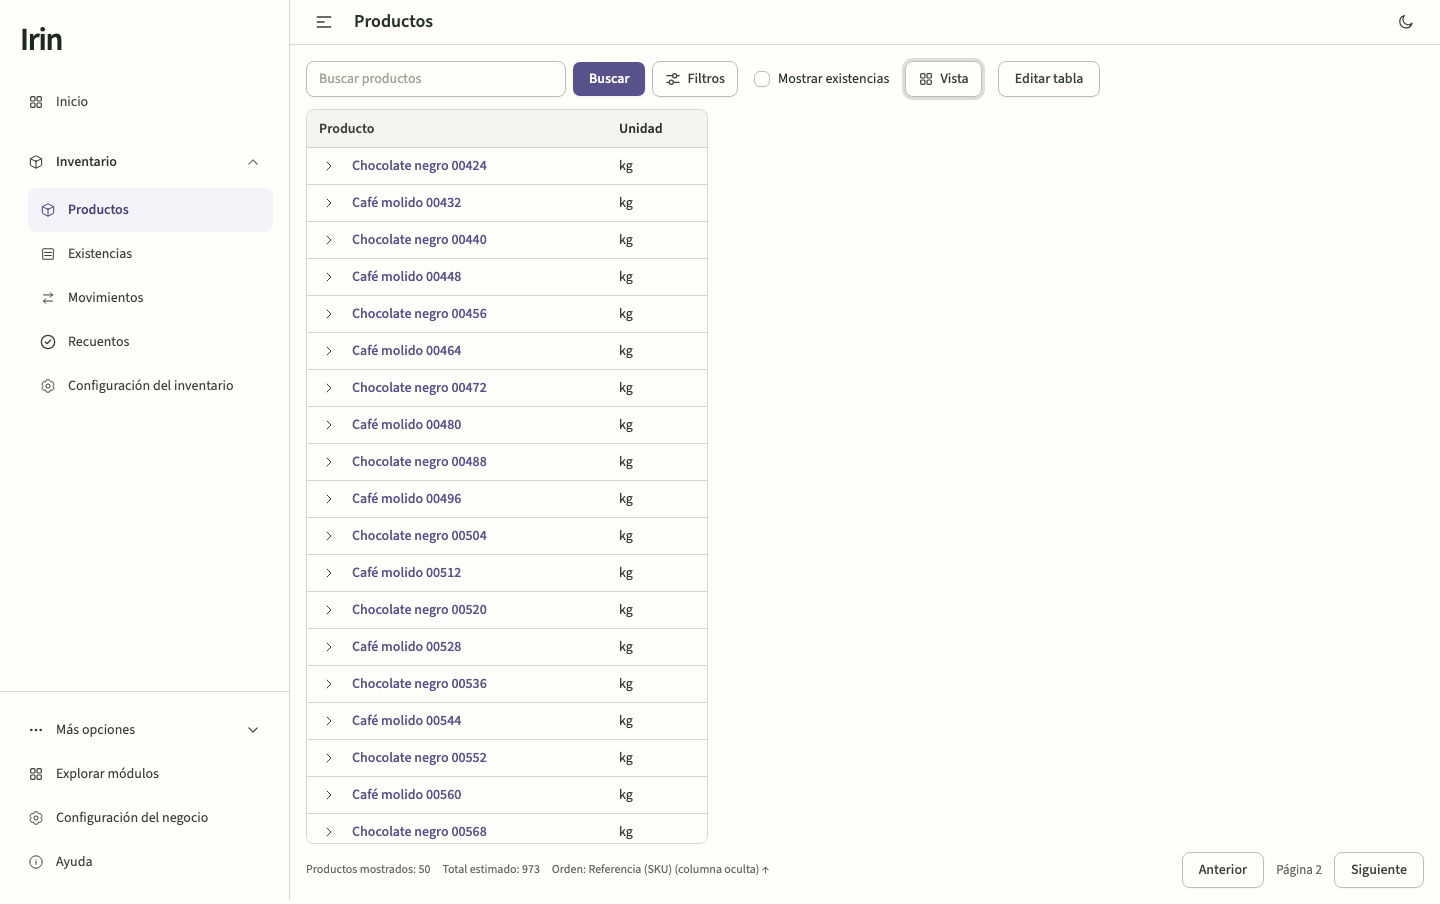 Irin
Inicio
Inventario
Productos
Existencias
Movimientos
Recuentos
Configuración del inventario
Más opciones
Explorar módulos
Configuración del negocio
Ayuda
Productos
Buscar productos
Buscar
Filtros
Mostrar existencias
Vista
Editar tabla
Producto Unidad
Chocolate negro 00424 kg
Café molido 00432 kg
Chocolate negro 00440 kg
Café molido 00448 kg
Chocolate negro 00456 kg
Café molido 00464 kg
Chocolate negro 00472 kg
Café molido 00480 kg
Chocolate negro 00488 kg
Café molido 00496 kg
Chocolate negro 00504 kg
Café molido 00512 kg
Chocolate negro 00520 kg
Café molido 00528 kg
Chocolate negro 00536 kg
Café molido 00544 kg
Chocolate negro 00552 kg
Café molido 00560 kg
Chocolate negro 00568 kg
Productos mostrados: 50 Total estimado: 973 Orden: Referencia (SKU) (columna oculta) ↑
Anterior Página 2 Siguiente